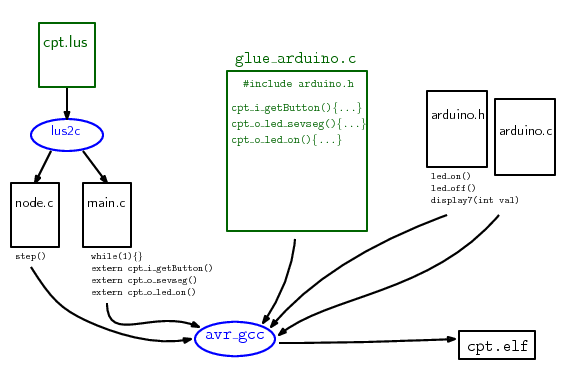 cpt.lus
lus2c
node.c
main.c
step()
while(1){}
extern cpt_i_getButton()
extern cpt_o_sevseg()
extern cpt_o_led_on()
glue_arduino.c
#include arduino.h
cpt_i_getButton(){...}
cpt_o_led_sevseg(){...}
cpt_o_led_on(){...}
arduino.h
arduino.c
led_on()
led_off()
display7(int val)
avr_gcc
cpt.elf